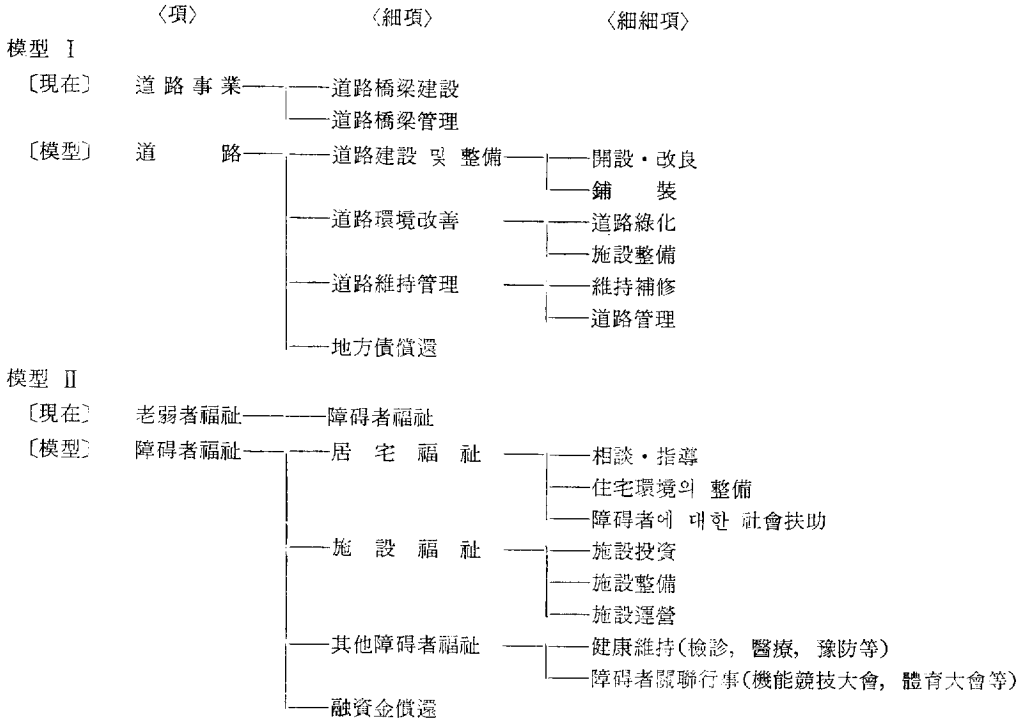 〈項〉 〈細項〉 〈細細項〉
模型 Ⅰ
〔現在〕 道路事業 道路橋梁建設
道路橋梁管理
〔模型〕 道 路 道路建設 및 整備 開設・改良
鋪 裝
道路環境改善 道路綠化
施設整備
道路維持管理 維持補修
道路管理
地方債償還
模型 Ⅱ
〔現在〕 老弱者福祉 障碍者福祉
〔模型〕 障碍者福祉 居宅福祉 相談・指導
住宅環境의 整備
障碍者에 대한 社會扶助
施設福祉 施設投資
施設整備
施設運營
其他障碍者福祉 健康維持(檢診, 醫療, 豫防等)
障碍者關聯行事(機能競技大會, 體育大會等)
融資金償還